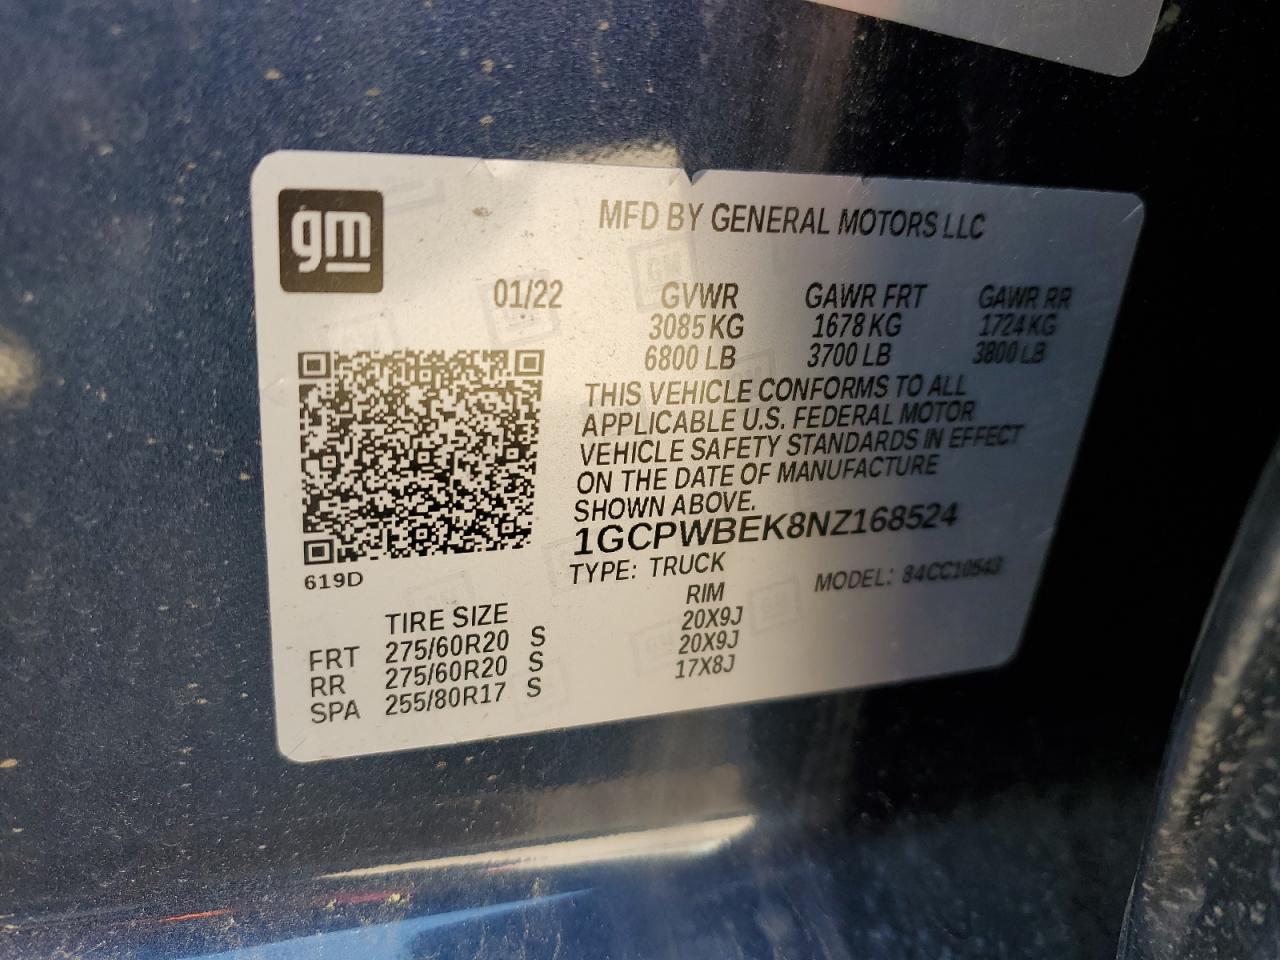 gm
MFD BY GENERAL MOTORS LLC
01/22 GVWR GAWR FRT GAWR RR
3085 KG 1678 KG 1724 KG
6800 LB 3700 LB 3800 LB
THIS VEHICLE CONFORMS TO ALL
APPLICABLE U.S. FEDERAL MOTOR
VEHICLE SAFETY STANDARDS IN EFFECT
ON THE DATE OF MANUFACTURE
SHOWN ABOVE.
1GCPWBEK8NZ168524
619D
TYPE: TRUCK MODEL: 84CC10543
TIRE SIZE RIM
FRT 275/60R20 S 20X9J
RR 275/60R20 S 20X9J
SPA 255/80R17 S 17X8J